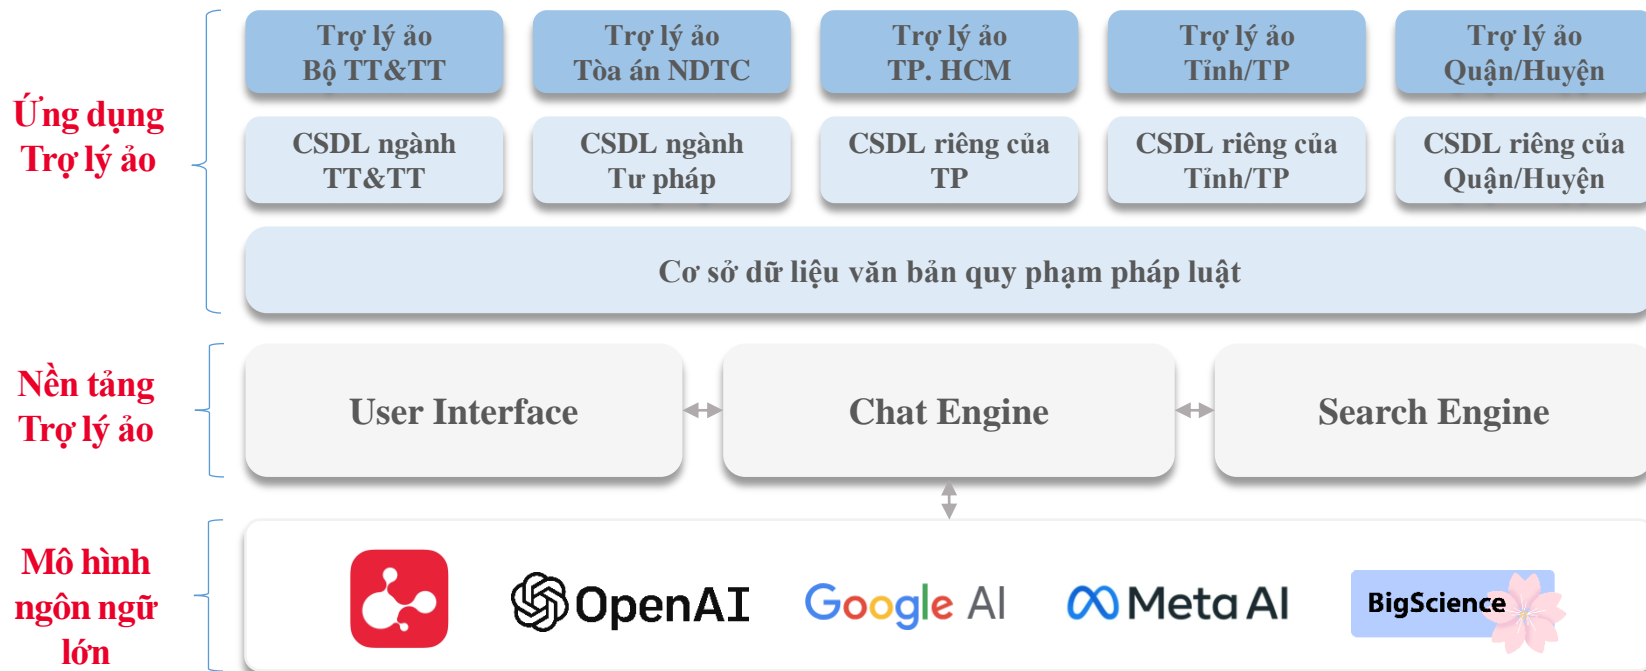 Ứng dụng
Trợ lý ảo
Trợ lý ảo
Bộ TT&TT
Trợ lý ảo
Tòa án NDTC
Trợ lý ảo
TP. HCM
Trợ lý ảo
Tỉnh/TP
Trợ lý ảo
Quận/Huyện
CSDL ngành
TT&TT
CSDL ngành
Tư pháp
CSDL riêng của
TP
CSDL riêng của
Tỉnh/TP
CSDL riêng của
Quận/Huyện
Cơ sở dữ liệu văn bản quy phạm pháp luật
Nền tảng
Trợ lý ảo
User Interface
Chat Engine
Search Engine
Mô hình
ngôn ngữ
lớn
OpenAI
Google AI
Meta AI
BigScience